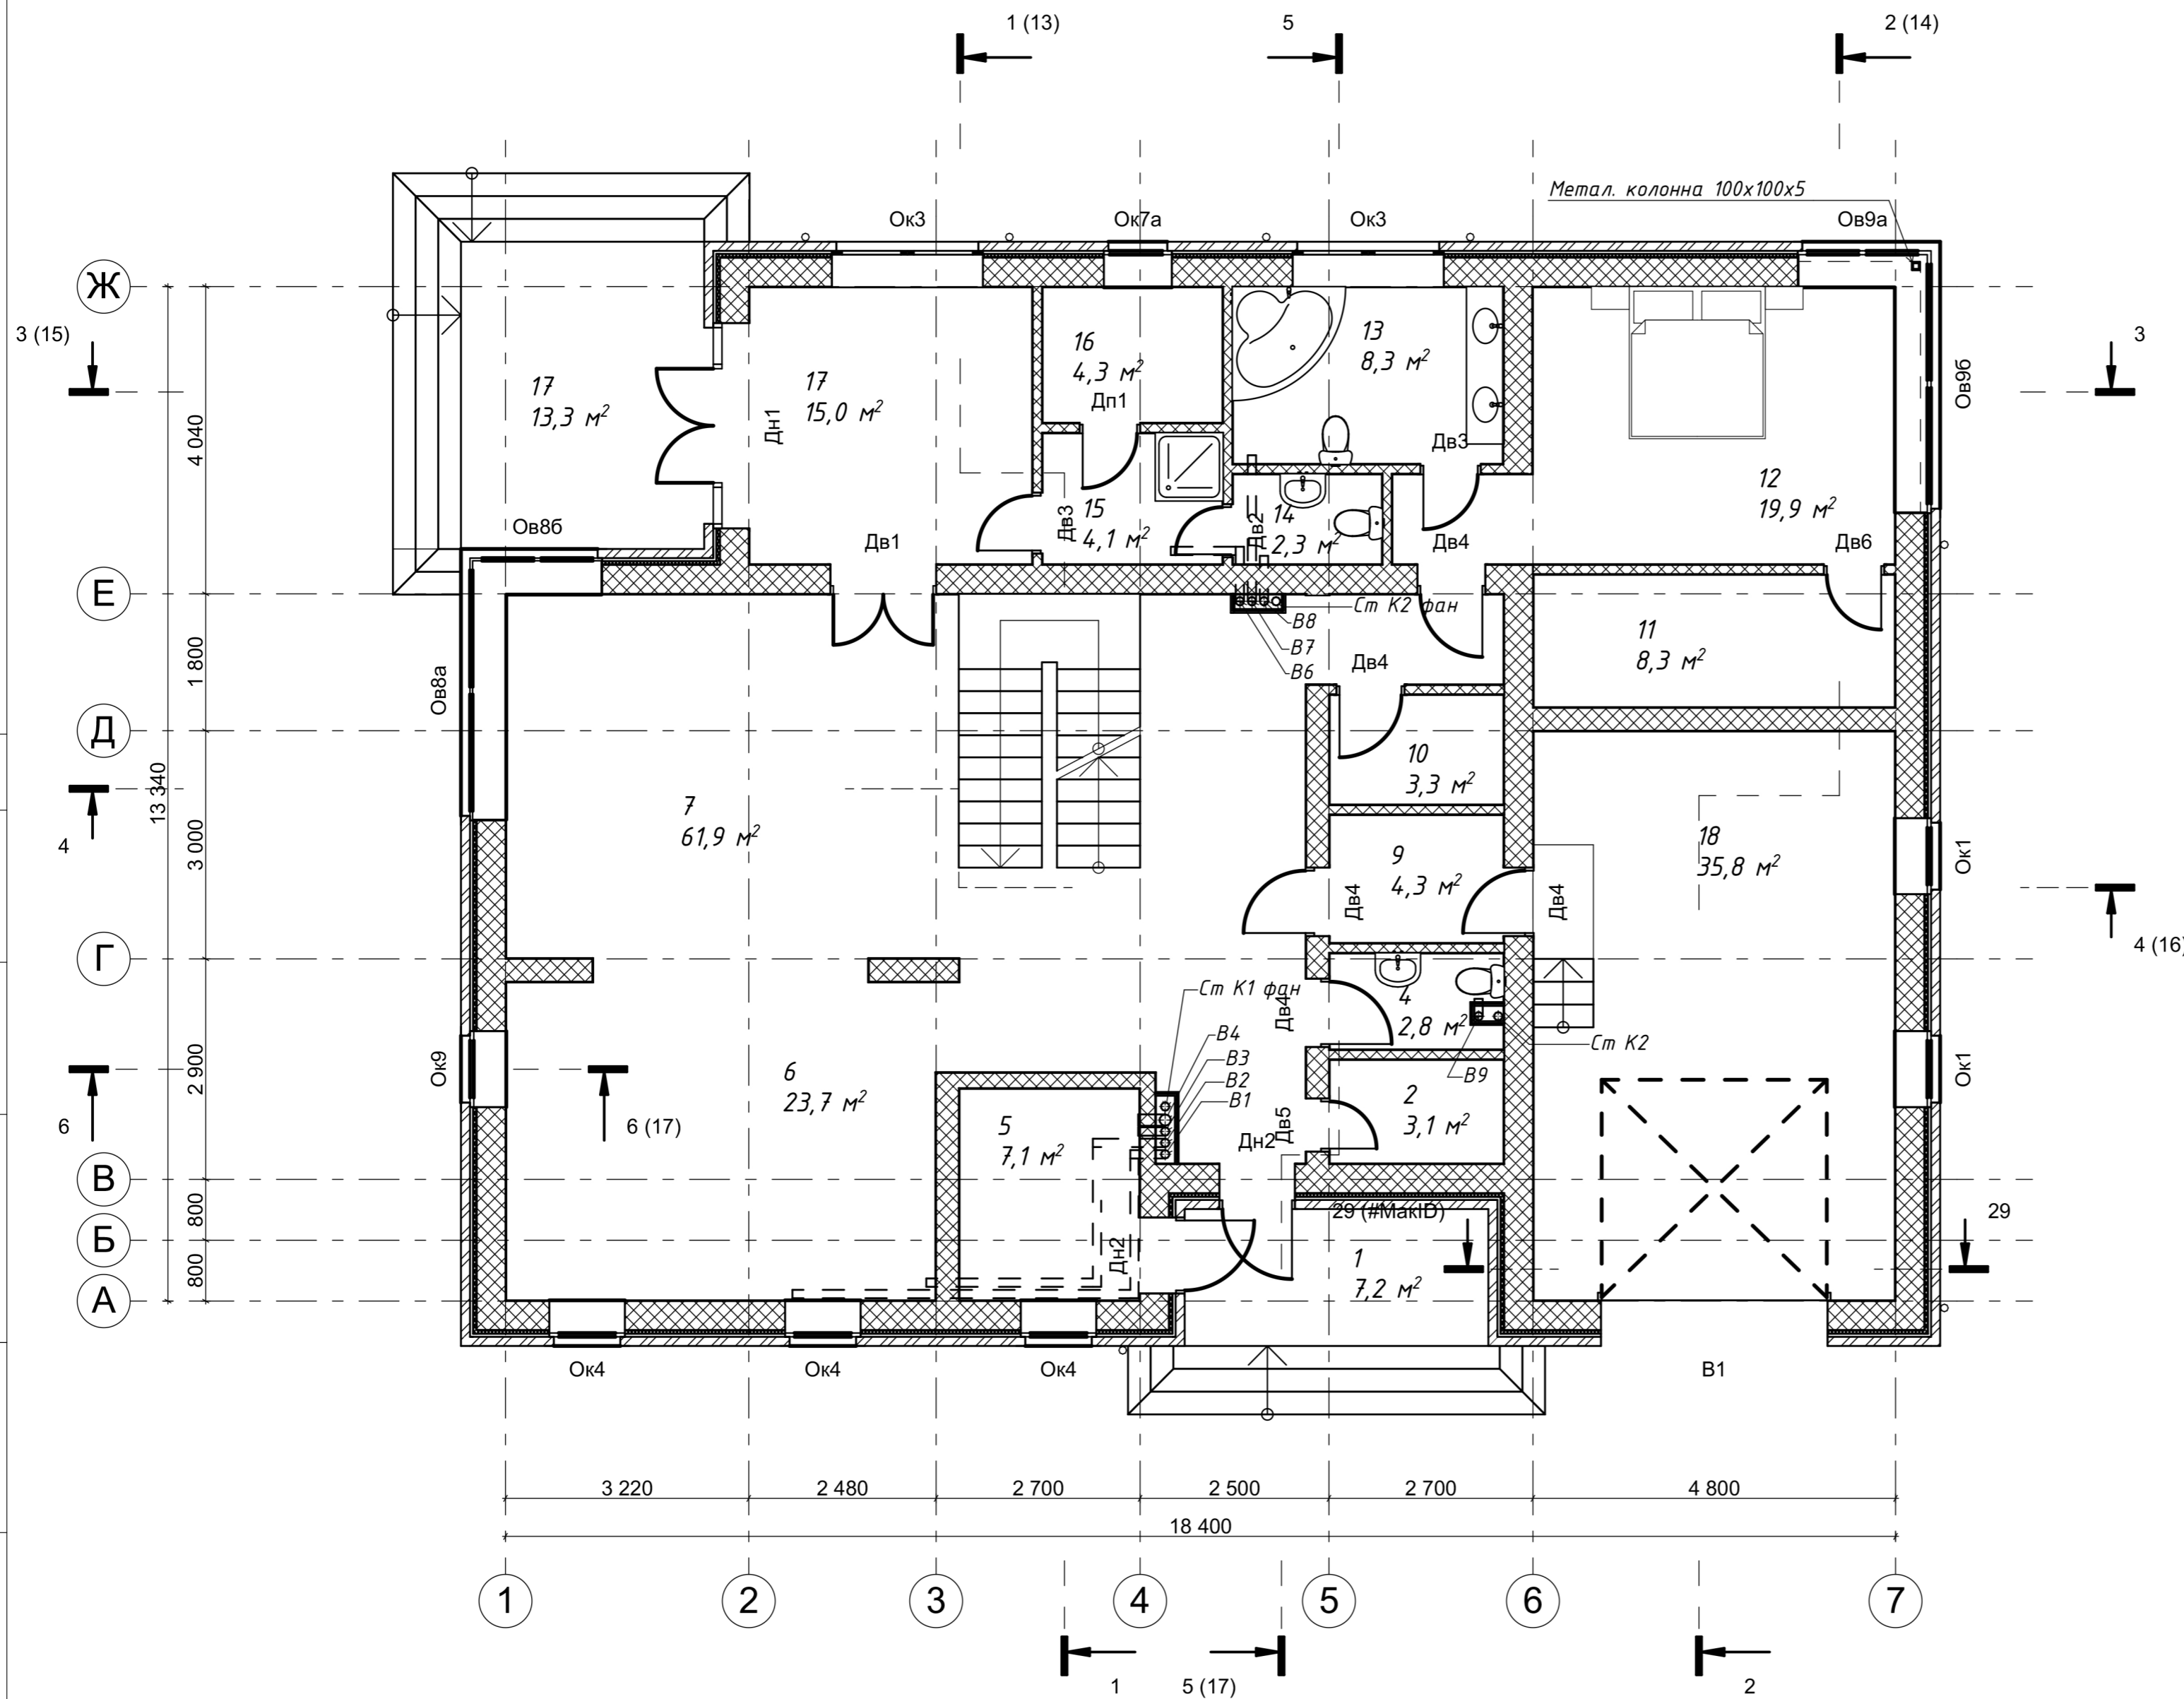 1 (13)
5
2 (14)
Метал. колонна 100x100x5
Ок3
Ок7а
Ок3
Ов9а
Ж
3 (15)
3
16
4,3 м²
Дп1
13
8,3 м²
17
13,3 м²
17
15,0 м²
Дн1
Ов9б
4 040
Дв3
12
19,9 м²
Ов8б
Дв1
Дв3
15
4,1 м²
Дв2
14
2,3 м²
Дв4
Дв6
Е
Ст К2 фан
В8
В7
В6
11
8,3 м²
1 800
Ов8а
Дв4
Д
10
3,3 м²
13 340
4
3 000
7
61,9 м²
9
4,3 м²
Дв4
Дв4
18
35,8 м²
Ок1
4 (16)
Г
Ст К1 фан
Дв4
4
2,8 м²
В4
В3
В2
В1
Ст К2
В9
2 900
Ок9
6
23,7 м²
Ок1
6
6 (17)
5
7,1 м²
Дн2
Дв5
2
3,1 м²
В
800
29 (#МакID)
29
Б
Дн2
1
7,2 м²
800
А
Ок4
Ок4
Ок4
В1
3 220
2 480
2 700
2 500
2 700
4 800
18 400
1
2
3
4
5
6
7
1
5 (17)
2